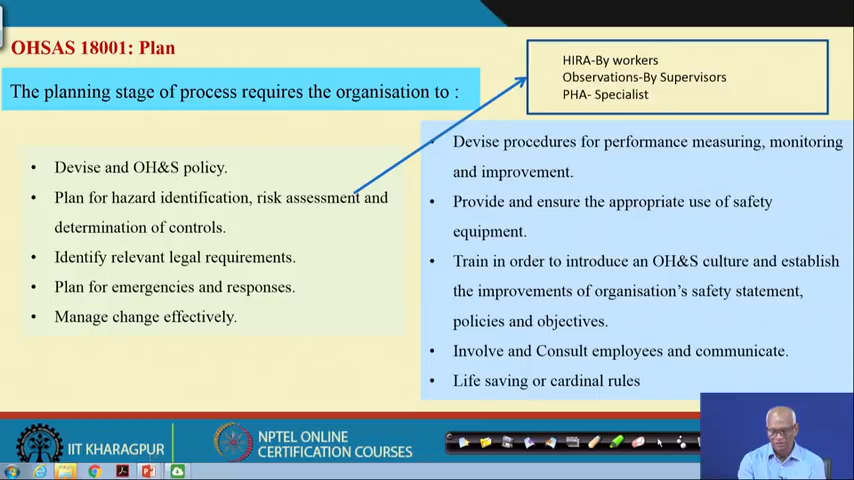 OHSAS 18001: Plan
The planning stage of process requires the organisation to :
HIRA-By workers
Observations-By Supervisors
PHA- Specialist
• Devise and OH&S policy.
• Plan for hazard identification, risk assessment and
determination of controls.
• Identify relevant legal requirements.
• Plan for emergencies and responses.
• Manage change effectively.
• Devise procedures for performance measuring, monitoring
and improvement.
• Provide and ensure the appropriate use of safety
equipment.
• Train in order to introduce an OH&S culture and establish
the improvements of organisation's safety statement,
policies and objectives.
• Involve and Consult employees and communicate.
• Life saving or cardinal rules
IIT KHARAGPUR
NPTEL ONLINE
CERTIFICATION COURSES